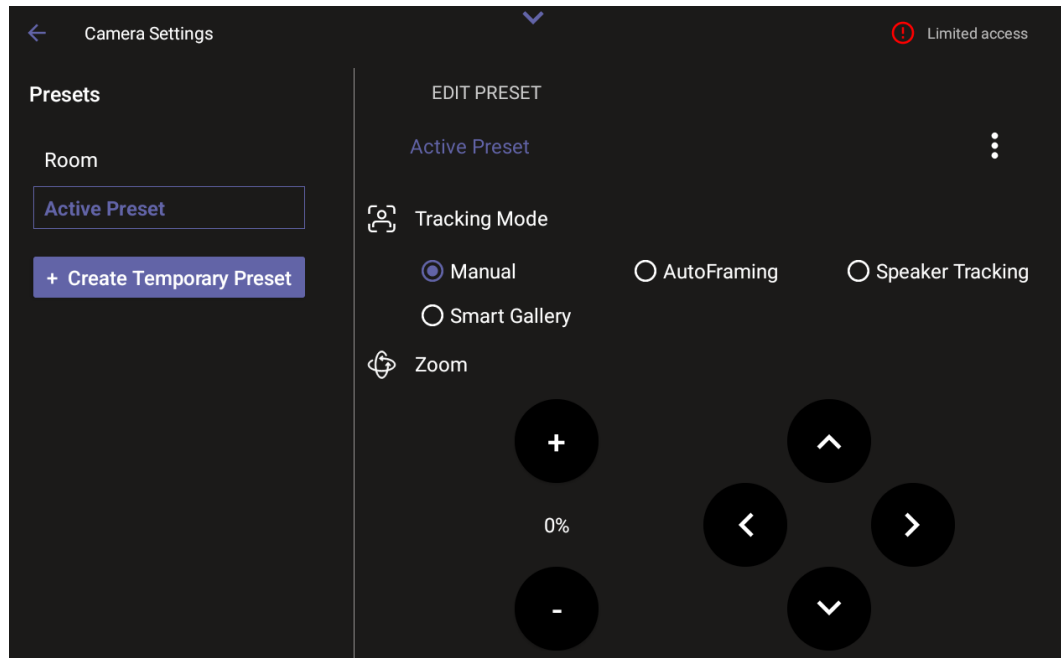 Camera Settings
Limited access
Presets
Room
Active Preset
+ Create Temporary Preset
EDIT PRESET
Active Preset
Tracking Mode
Manual AutoFraming Speaker Tracking
Smart Gallery
Zoom
+
0%
-